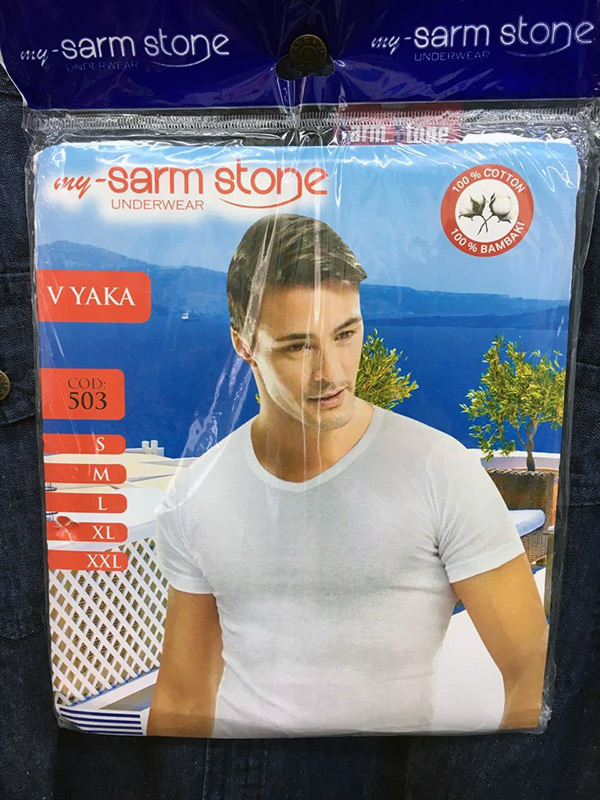 my-sarm stone
UNDERWEAR
my-sarm stone
UNDERWEAR
my-sarm stone
UNDERWEAR
100 % COTTON
100 % BAMBAKI
V YAKA
COD:
503
S
M
L
XL
XXL